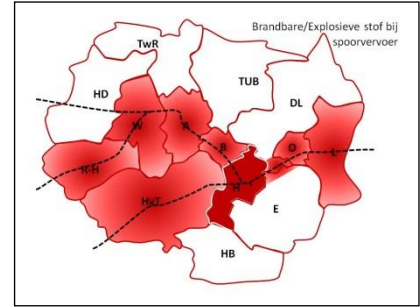 Brandbare/Explosieve stof bij
spoorvervoer
TwR
HD
TUB
DL
W
A
B
O
L
R-H
H
HvT
E
HB